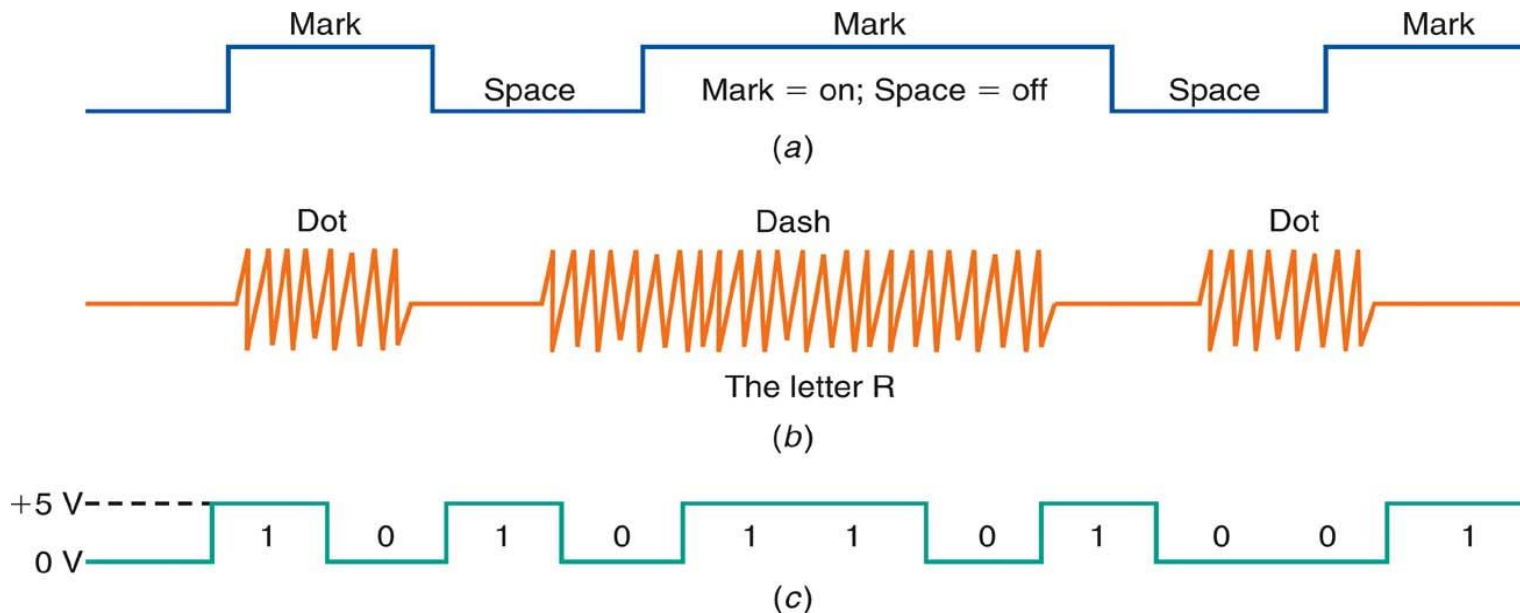 Mark Mark Mark
Space Mark = on; Space = off Space
(a)
Dot Dash Dot
The letter R
(b)
+5 V
1 0 1 0 1 1 0 1 0 0 1
0 V
(c)